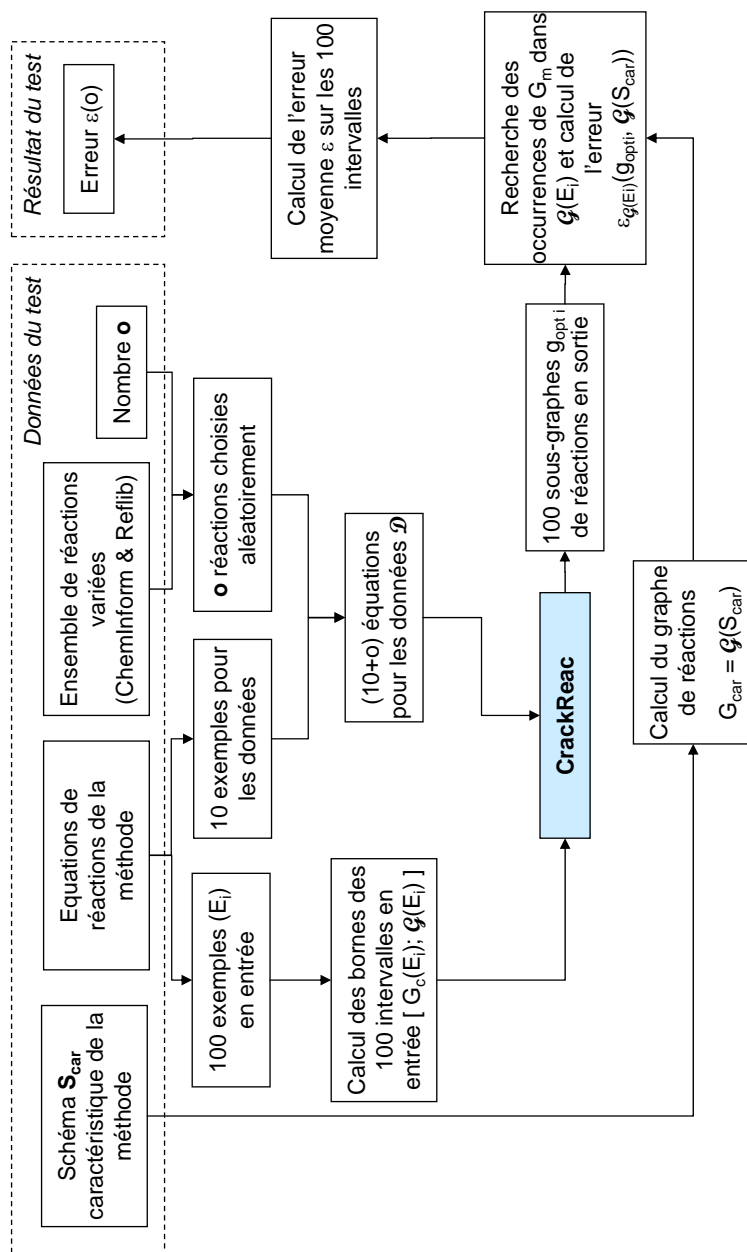 Données du test
Schéma S_car
caractéristique de la
méthode
Equations de
réactions de la
méthode
Ensemble de réactions
variées
(ChemInform & Reflib)
Nombre o
100 exemples (E_i)
en entrée
10 exemples pour
les données
o réactions choisies
aléatoirement
Calcul des bornes des
100 intervalles en
entrée [ G_c(E_i); 𝓖(E_i) ]
(10+o) équations
pour les données 𝓓
CrackReac
100 sous-graphes g_opt i
de réactions en sortie
Calcul du graphe
de réactions
G_car = 𝓖(S_car)
Recherche des
occurrences de G_m dans
𝓖(E_i) et calcul de
l'erreur
ε_𝓖(Ei)(g_opti, 𝓖(S_car))
Calcul de l'erreur
moyenne ε sur les 100
intervalles
Résultat du test
Erreur ε(o)